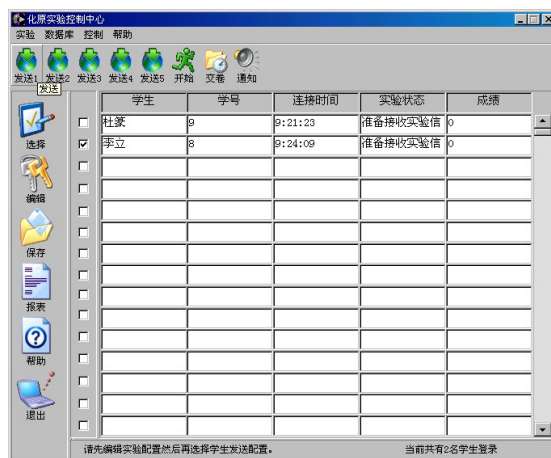 化原实验控制中心
实验 数据库 控制 帮助
发送1 发送2 发送3 发送4 发送5 开始 交卷 通知
发送
学生 学号 连接时间 实验状态 成绩
杜篆 9 9:21:23 准备接收实验信 0
李立 8 9:24:09 准备接收实验信 0
选择
编辑
保存
报表
帮助
退出
请先编辑实验配置然后再选择学生发送配置。 当前共有2名学生登录